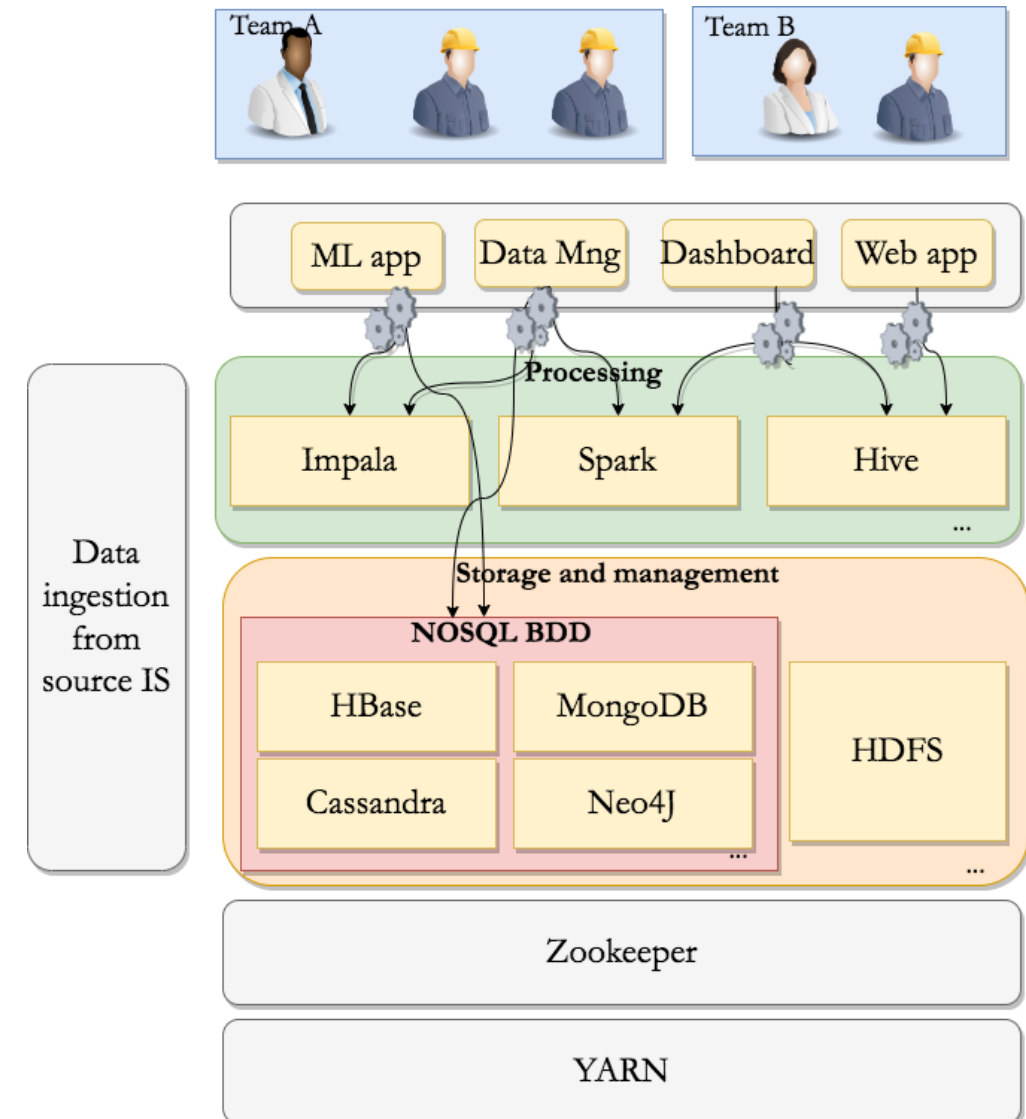 Team A
Team B
ML app
Data Mng
Dashboard
Web app
Processing
Impala
Spark
Hive
...
Data
ingestion
from
source IS
Storage and management
NOSQL BDD
HBase
MongoDB
HDFS
Cassandra
Neo4J
...
...
Zookeeper
YARN